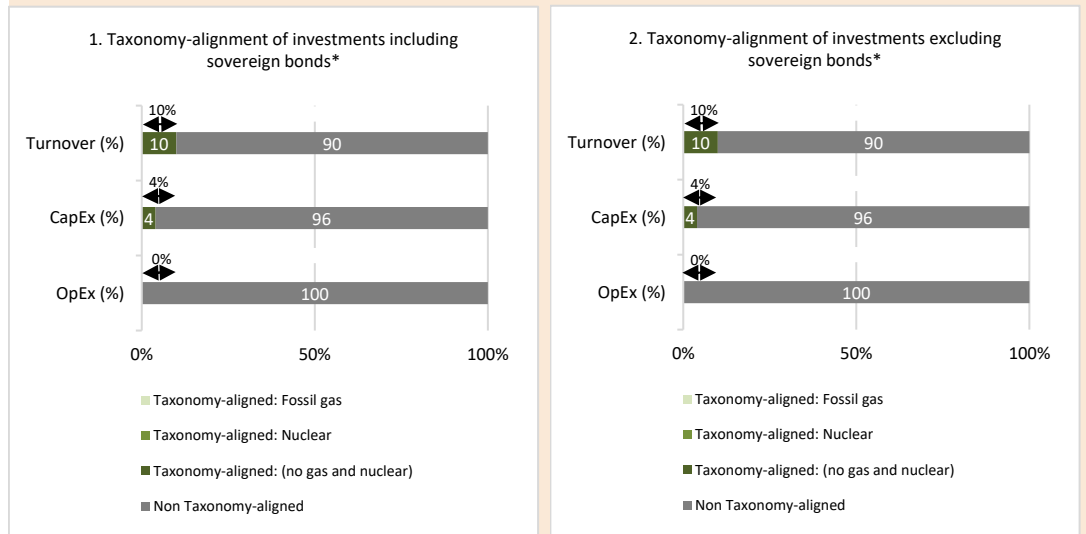 1. Taxonomy-alignment of investments including
sovereign bonds*
10%
Turnover (%)
10
90
4%
CapEx (%)
4
96
0%
OpEx (%)
100
0%
50%
100%
Taxonomy-aligned: Fossil gas
Taxonomy-aligned: Nuclear
Taxonomy-aligned: (no gas and nuclear)
Non Taxonomy-aligned
2. Taxonomy-alignment of investments excluding
sovereign bonds*
10%
Turnover (%)
10
90
4%
CapEx (%)
4
96
0%
OpEx (%)
100
0%
50%
100%
Taxonomy-aligned: Fossil gas
Taxonomy-aligned: Nuclear
Taxonomy-aligned: (no gas and nuclear)
Non Taxonomy-aligned